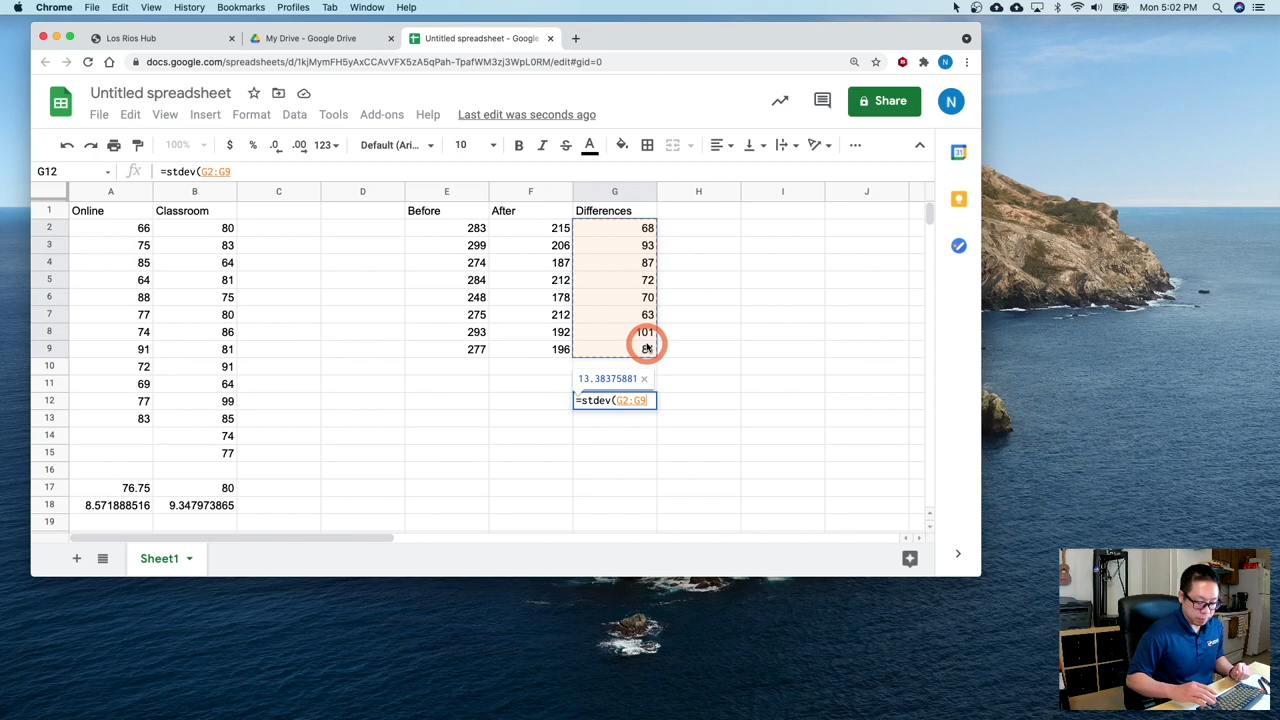 Chrome File Edit View History Bookmarks Profiles Tab Window Help Mon 5:02 PM
Los Rios Hub My Drive - Google Drive Untitled spreadsheet - Google
docs.google.com/spreadsheets/d/1kjMymFH5yAxCCAvVFX5zA5qPah-TpafWM3zj3WpL0RM/edit#gid=0 N
Untitled spreadsheet
Share N
File Edit View Insert Format Data Tools Add-ons Help Last edit was seconds ago
100% $ % .0 .00 123 Default (Ari... 10 B I S A
31
G12 fx =stdev(G2:G9
A B C D E F G H I J
1 Online Classroom Before After Differences
2 66 80 283 215 68
3 75 83 299 206 93
4 85 64 274 187 87
5 64 81 284 212 72
6 88 75 248 178 70
7 77 80 275 212 63
8 74 86 293 192 101
9 91 81 277 196
10 72 91
13.38375881 ×
11 69 64
12 77 99 =stdev(G2:G9
13 83 85
14 74
15 77
16
17 76.75 80
18 8.571888516 9.347973865
19
Sheet1